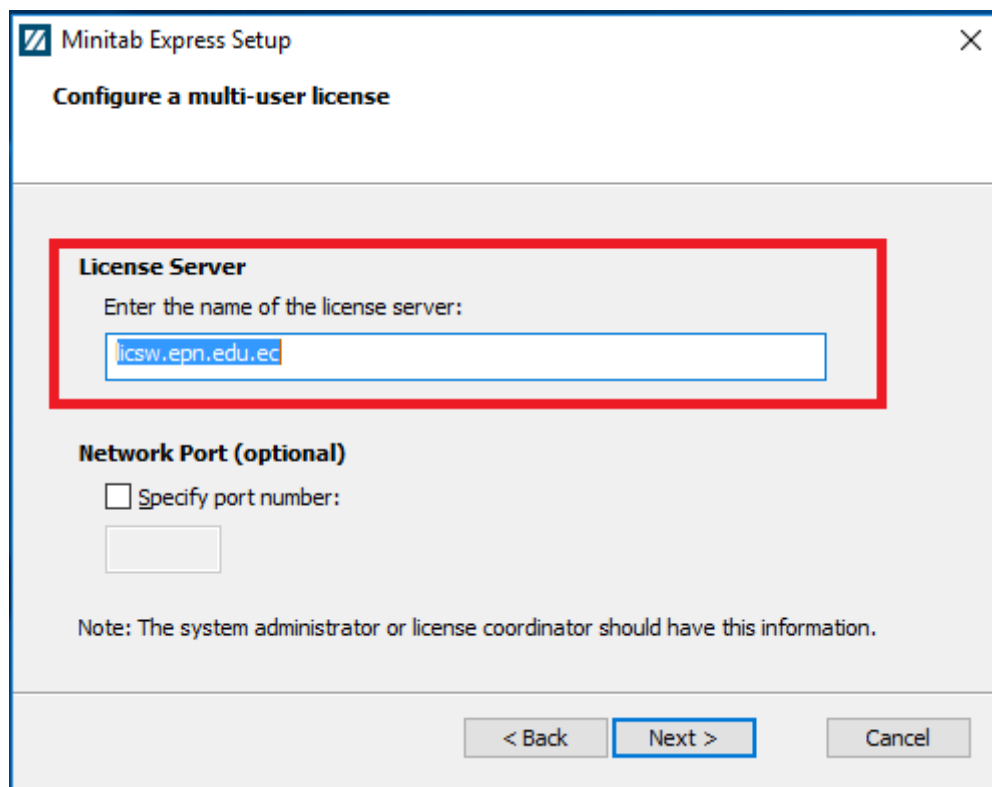 Minitab Express Setup
Configure a multi-user license
License Server
Enter the name of the license server:
licsw.epn.edu.ec
Network Port (optional)
Specify port number:
Note: The system administrator or license coordinator should have this information.
< Back Next > Cancel